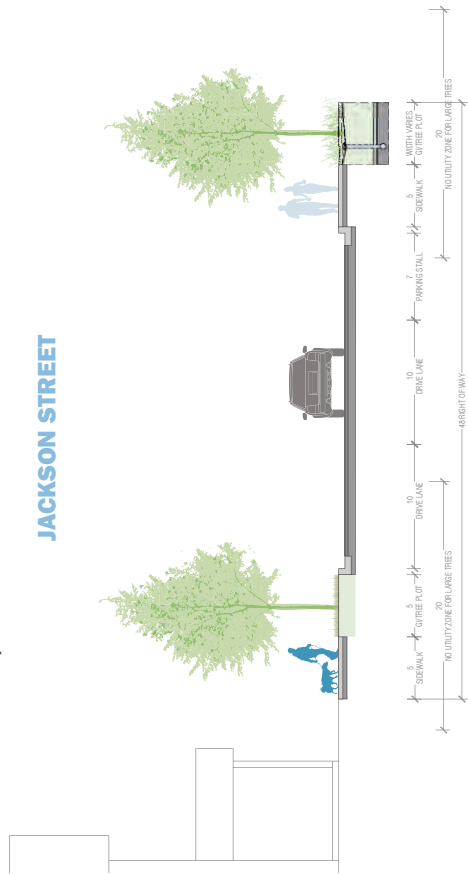 JACKSON STREET
5
SIDEWALK
5
GI/TREE PLOT
10
DRIVE LANE
10
DRIVE LANE
7
PARKING STALL
5
SIDEWALK
WIDTH VARIES
GI/TREE PLOT
20
NO UTILITY ZONE FOR LARGE TREES
20
NO UTILITY ZONE FOR LARGE TREES
48 RIGHT OF WAY